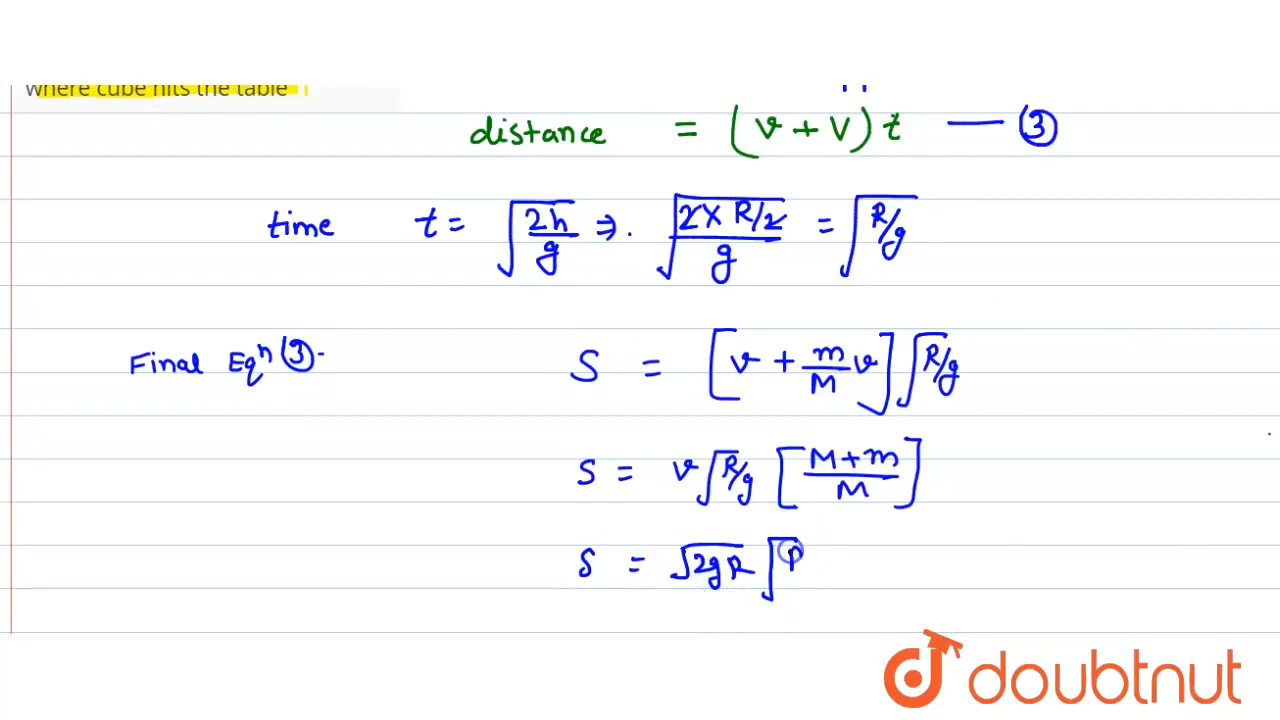 where cube hits the table
distance = (v + V) t — (3)
time t = √(2h/g) ⇒ √(2 X R/2 / g) = √(R/g)
Final Eqn (3) S = [v + m/M v] √(R/g)
S = v √(R/g) [M + m / M]
S = √(2gR) √
doubtnut